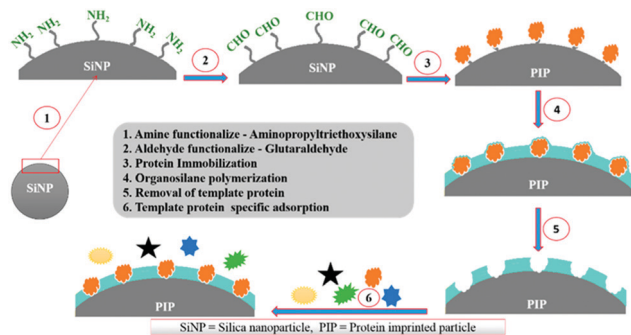 NH2 NH2 NH2 NH2 NH2
SiNP
2
CHO CHO CHO CHO CHO
SiNP
3
PIP
1
4
SiNP
1. Amine functionalize - Aminopropyltriethoxysilane
2. Aldehyde functionalize - Glutaraldehyde
3. Protein Immobilization
4. Organosilane polymerization
5. Removal of template protein
6. Template protein specific adsorption
PIP
5
PIP
6
PIP
SiNP = Silica nanoparticle, PIP = Protein imprinted particle